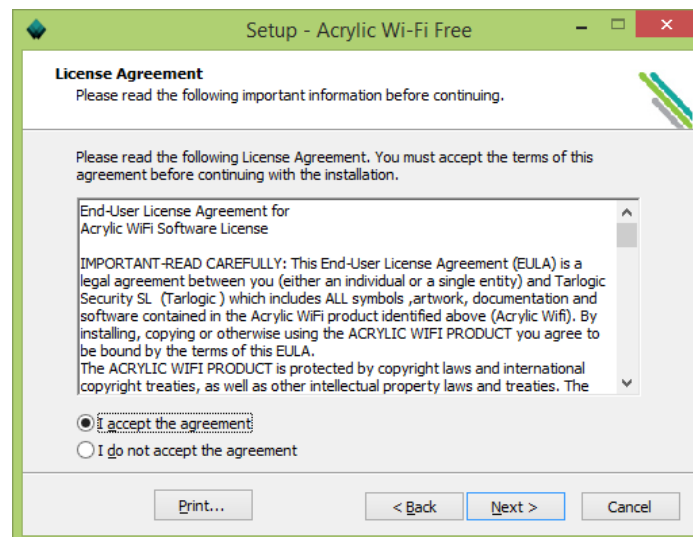 Setup - Acrylic Wi-Fi Free
License Agreement
Please read the following important information before continuing.
Please read the following License Agreement. You must accept the terms of this
agreement before continuing with the installation.
End-User License Agreement for
Acrylic WiFi Software License
IMPORTANT-READ CAREFULLY: This End-User License Agreement (EULA) is a
legal agreement between you (either an individual or a single entity) and Tarlogic
Security SL (Tarlogic ) which includes ALL symbols ,artwork, documentation and
software contained in the Acrylic WiFi product identified above (Acrylic Wifi). By
installing, copying or otherwise using the ACRYLIC WIFI PRODUCT you agree to
be bound by the terms of this EULA.
The ACRYLIC WIFI PRODUCT is protected by copyright laws and international
copyright treaties, as well as other intellectual property laws and treaties. The
I accept the agreement
I do not accept the agreement
Print...
< Back
Next >
Cancel